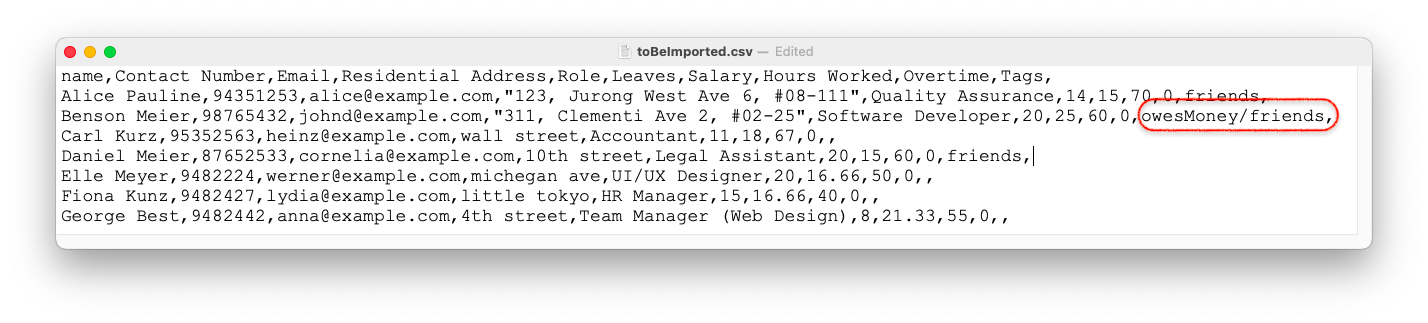 toBeImported.csv — Edited
name,Contact Number,Email,Residential Address,Role,Leaves,Salary,Hours Worked,Overtime,Tags,
Alice Pauline,94351253,alice@example.com,"123, Jurong West Ave 6, #08-111",Quality Assurance,14,15,70,0,friends,
Benson Meier,98765432,johnd@example.com,"311, Clementi Ave 2, #02-25",Software Developer,20,25,60,0,owesMoney/friends,
Carl Kurz,95352563,heinz@example.com,wall street,Accountant,11,18,67,0,,
Daniel Meier,87652533,cornelia@example.com,10th street,Legal Assistant,20,15,60,0,friends,
Elle Meyer,9482224,werner@example.com,michegan ave,UI/UX Designer,20,16.66,50,0,,
Fiona Kunz,9482427,lydia@example.com,little tokyo,HR Manager,15,16.66,40,0,,
George Best,9482442,anna@example.com,4th street,Team Manager (Web Design),8,21.33,55,0,,